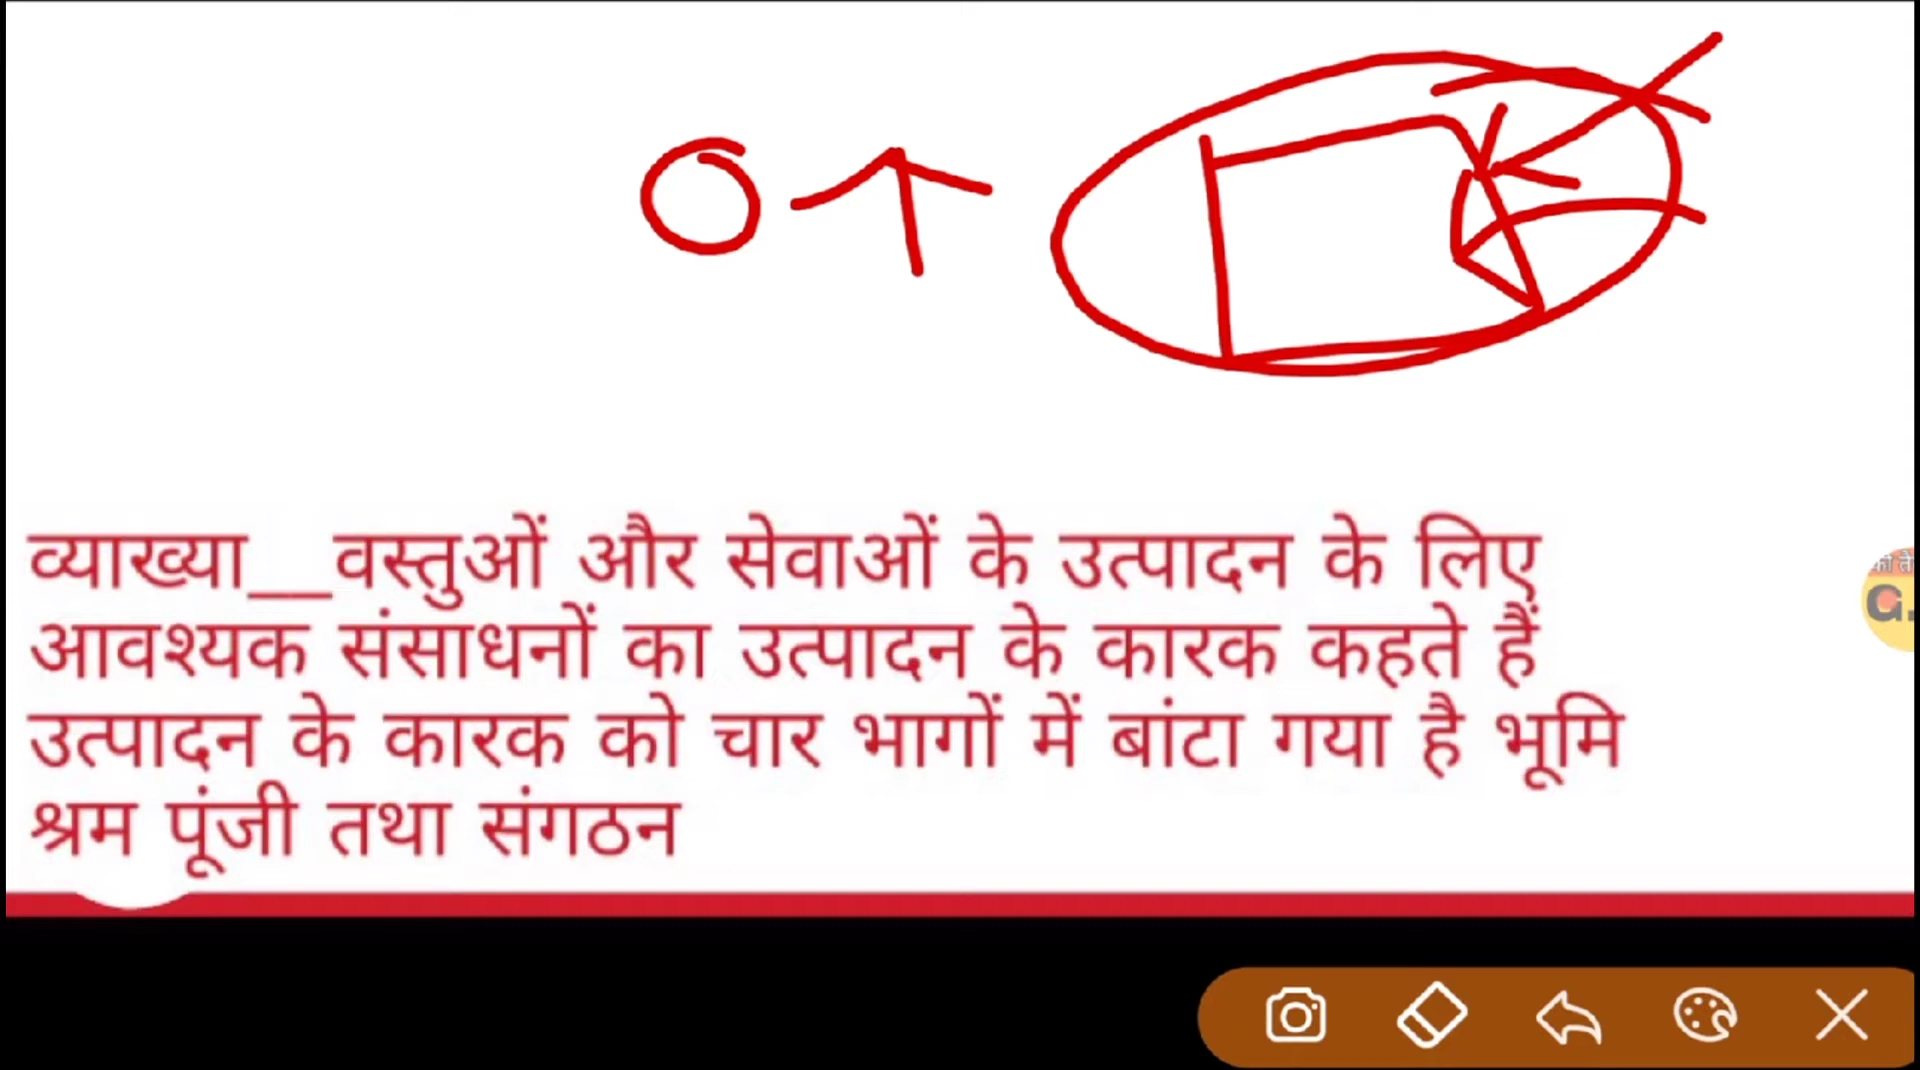 व्याख्या__वस्तुओं और सेवाओं के उत्पादन के लिए
आवश्यक संसाधनों का उत्पादन के कारक कहते हैं
उत्पादन के कारक को चार भागों में बांटा गया है भूमि
श्रम पूंजी तथा संगठन
G.